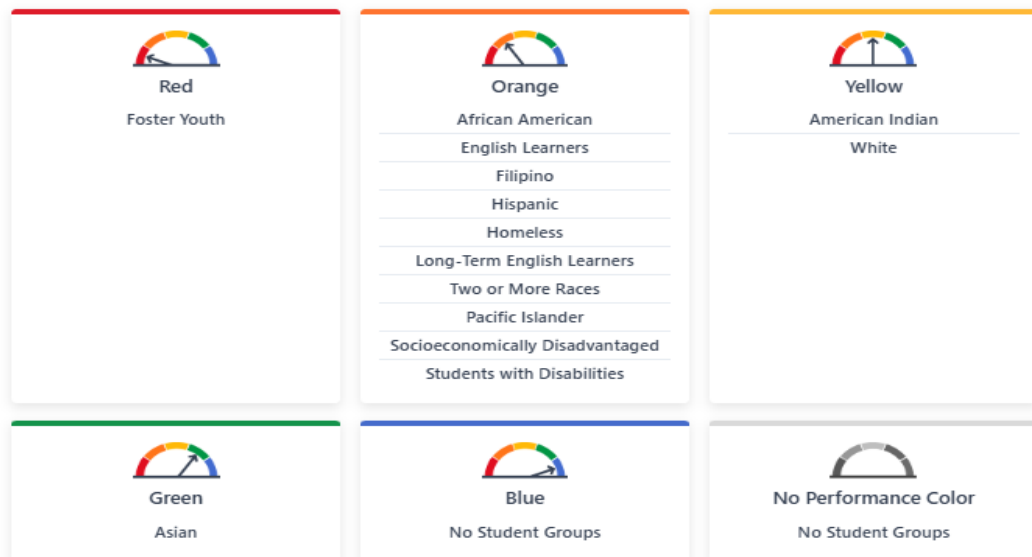 Red
Foster Youth
Orange
African American
English Learners
Filipino
Hispanic
Homeless
Long-Term English Learners
Two or More Races
Pacific Islander
Socioeconomically Disadvantaged
Students with Disabilities
Yellow
American Indian
White
Green
Asian
Blue
No Student Groups
No Performance Color
No Student Groups